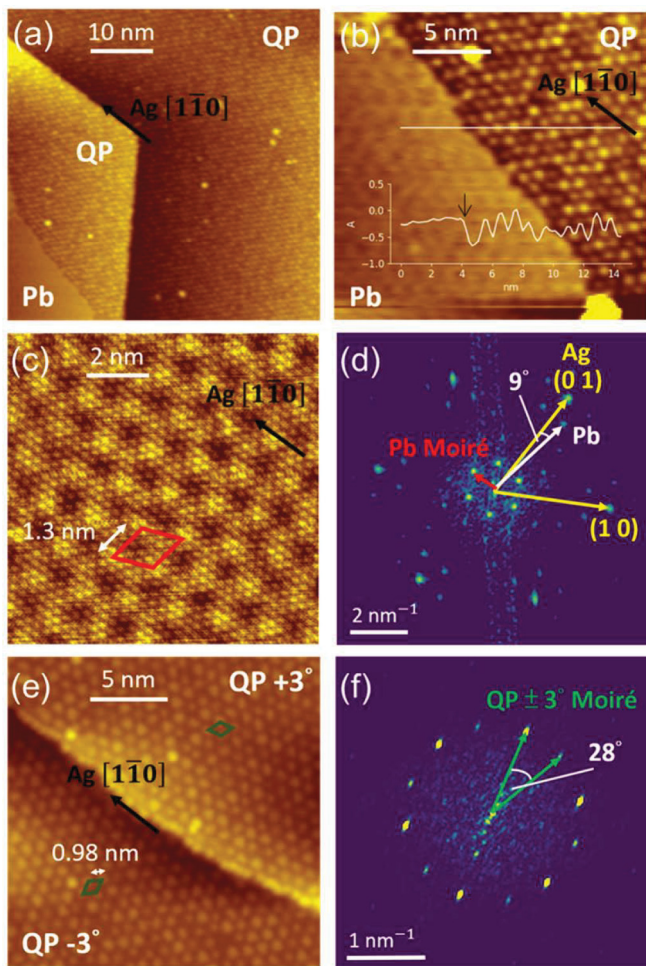 (a)
10 nm
QP
Ag [11̄0]
QP
Pb
(b)
5 nm
QP
Ag [11̄0]
0.5
0.0
−0.5
−1.0
A
0 2 4 6 8 10 12 14
nm
Pb
(c)
2 nm
Ag [11̄0]
1.3 nm
(d)
Ag
(0 1)
9°
Pb
Pb Moiré
(1 0)
2 nm⁻¹
(e)
5 nm
QP +3°
Ag [11̄0]
0.98 nm
QP -3°
(f)
QP ± 3° Moiré
28°
1 nm⁻¹